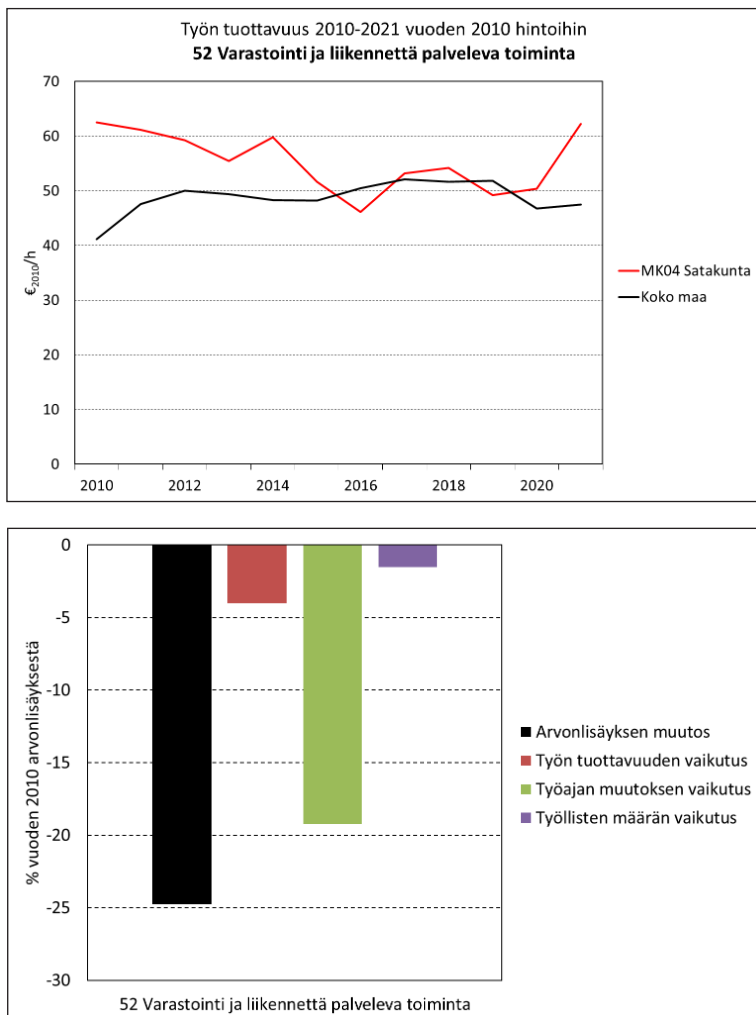 Työn tuottavuus 2010-2021 vuoden 2010 hintoihin
52 Varastointi ja liikennettä palveleva toiminta
70
60
50
40
30
20
10
0
€2010/h
2010 2012 2014 2016 2018 2020
MK04 Satakunta
Koko maa
0
-5
-10
-15
-20
-25
-30
% vuoden 2010 arvonlisäyksestä
Arvonlisäyksen muutos
Työn tuottavuuden vaikutus
Työajan muutoksen vaikutus
Työllisten määrän vaikutus
52 Varastointi ja liikennettä palveleva toiminta